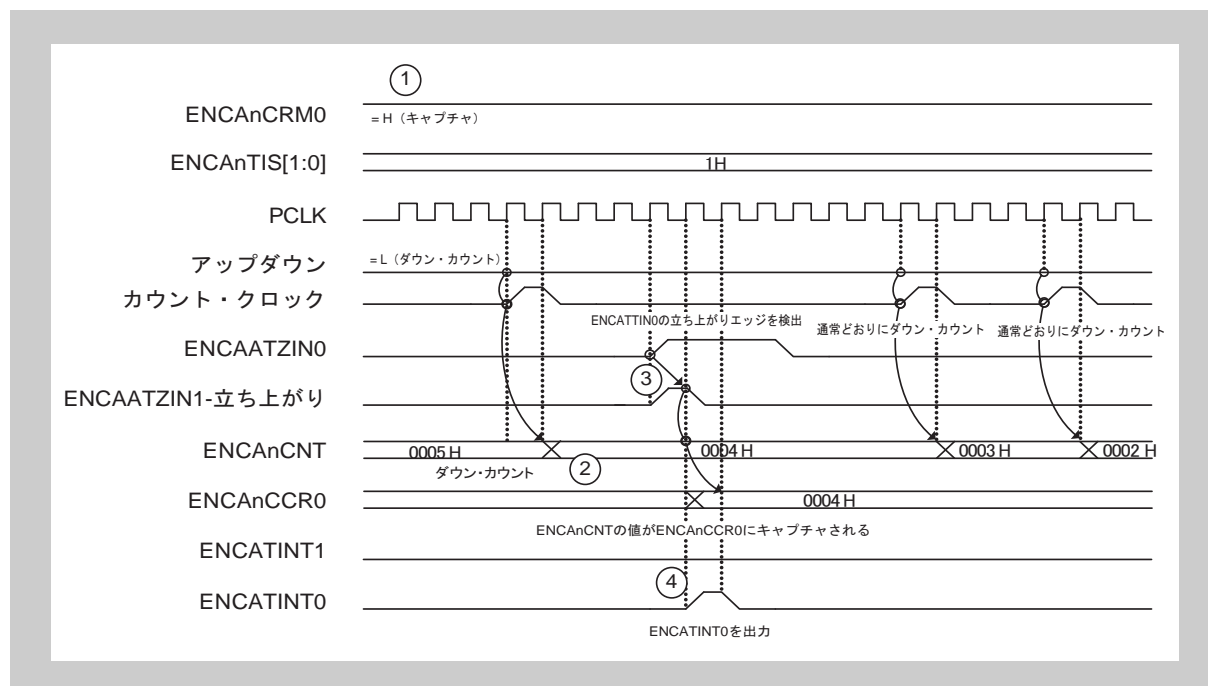 ①
ENCAnCRM0
=H（キャプチャ）
ENCAnTIS[1:0]
1H
PCLK
アップダウン
=L（ダウン・カウント）
カウント・クロック
ENCATTIN0の立ち上がりエッジを検出
通常どおりにダウン・カウント
通常どおりにダウン・カウント
ENCAATZIN0
③
ENCAATZIN1-立ち上がり
ENCAnCNT
0005 H
0004 H
0003 H
0002 H
ダウン・カウント
②
ENCAnCCR0
0004 H
ENCAnCNTの値がENCAnCCR0にキャプチャされる
ENCATINT1
④
ENCATINT0
ENCATINT0を出力